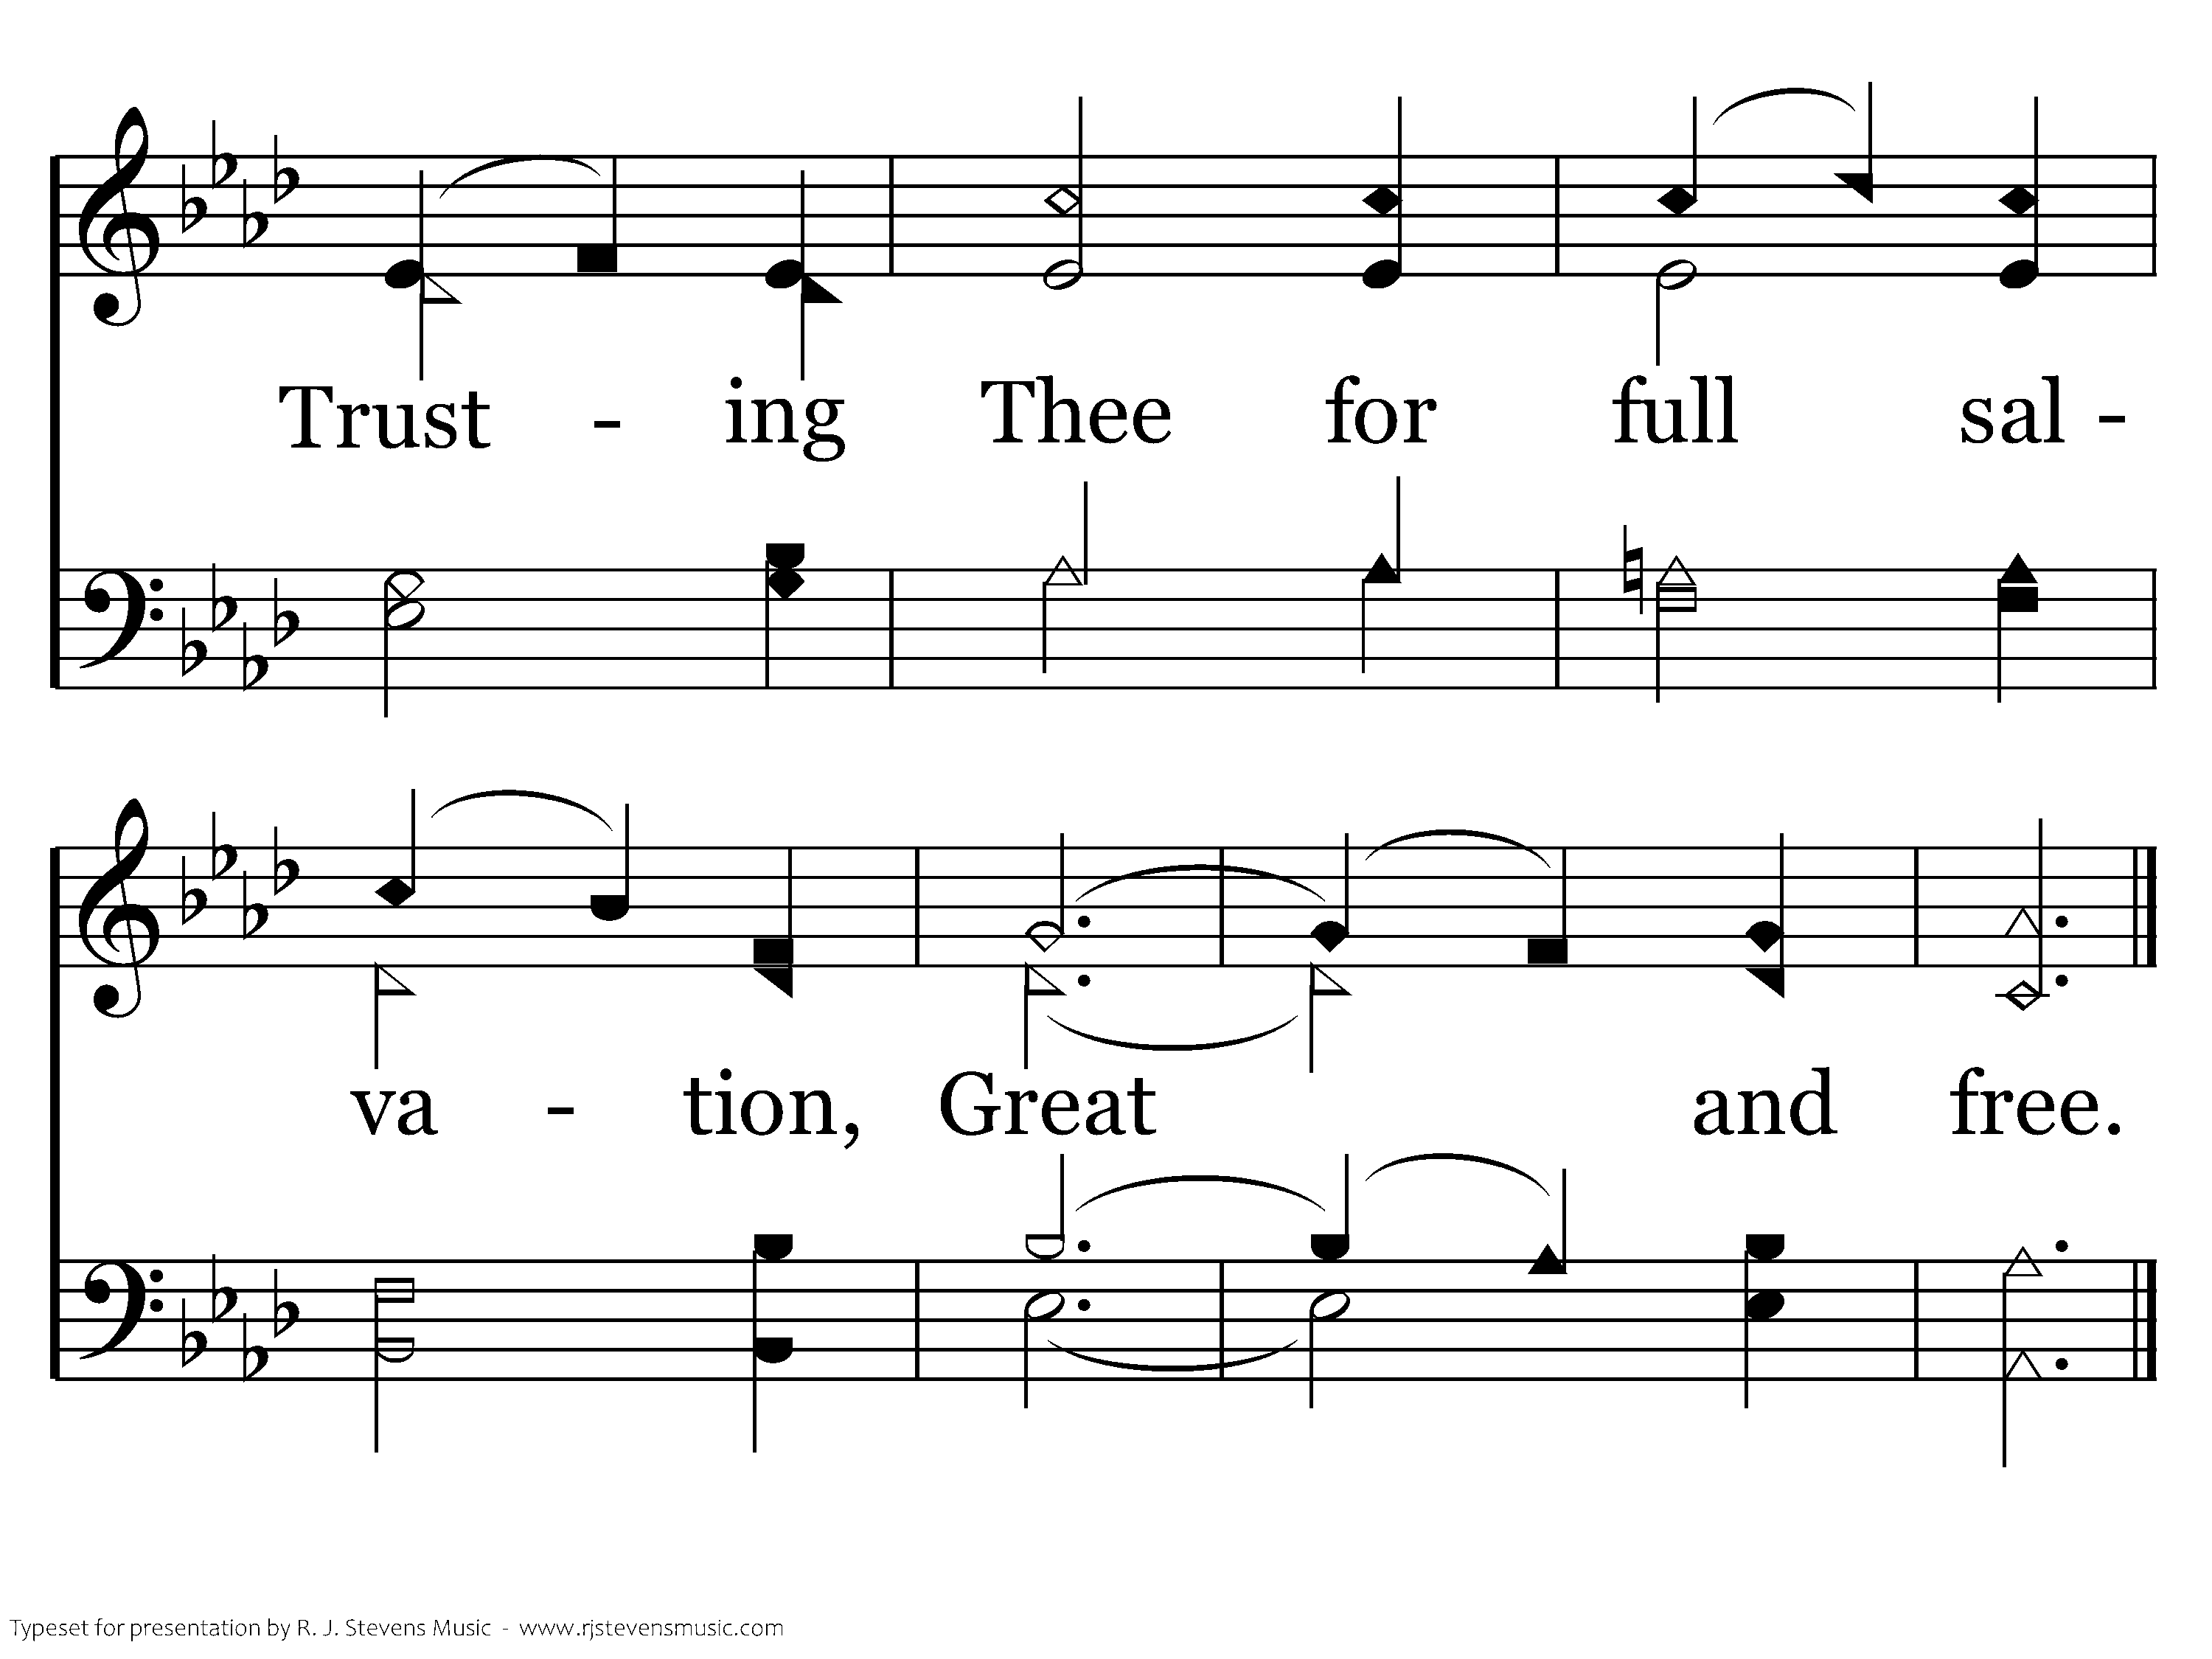 Trust - ing Thee for full sal -
va - tion, Great and free.
Typeset for presentation by R. J. Stevens Music - www.rjstevensmusic.com